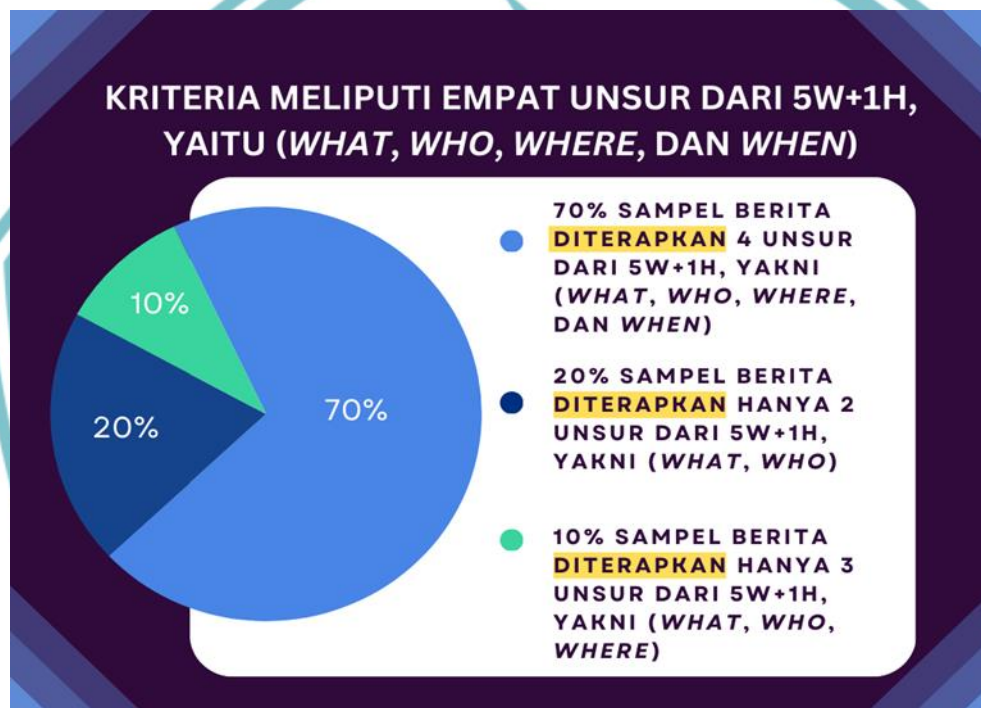 KRITERIA MELIPUTI EMPAT UNSUR DARI 5W+1H,
YAITU (WHAT, WHO, WHERE, DAN WHEN)
70% SAMPEL BERITA
DITERAPKAN 4 UNSUR
DARI 5W+1H, YAKNI
(WHAT, WHO, WHERE,
DAN WHEN)
20% SAMPEL BERITA
DITERAPKAN HANYA 2
UNSUR DARI 5W+1H,
YAKNI (WHAT, WHO)
10% SAMPEL BERITA
DITERAPKAN HANYA 3
UNSUR DARI 5W+1H,
YAKNI (WHAT, WHO,
WHERE)
10%
70%
20%